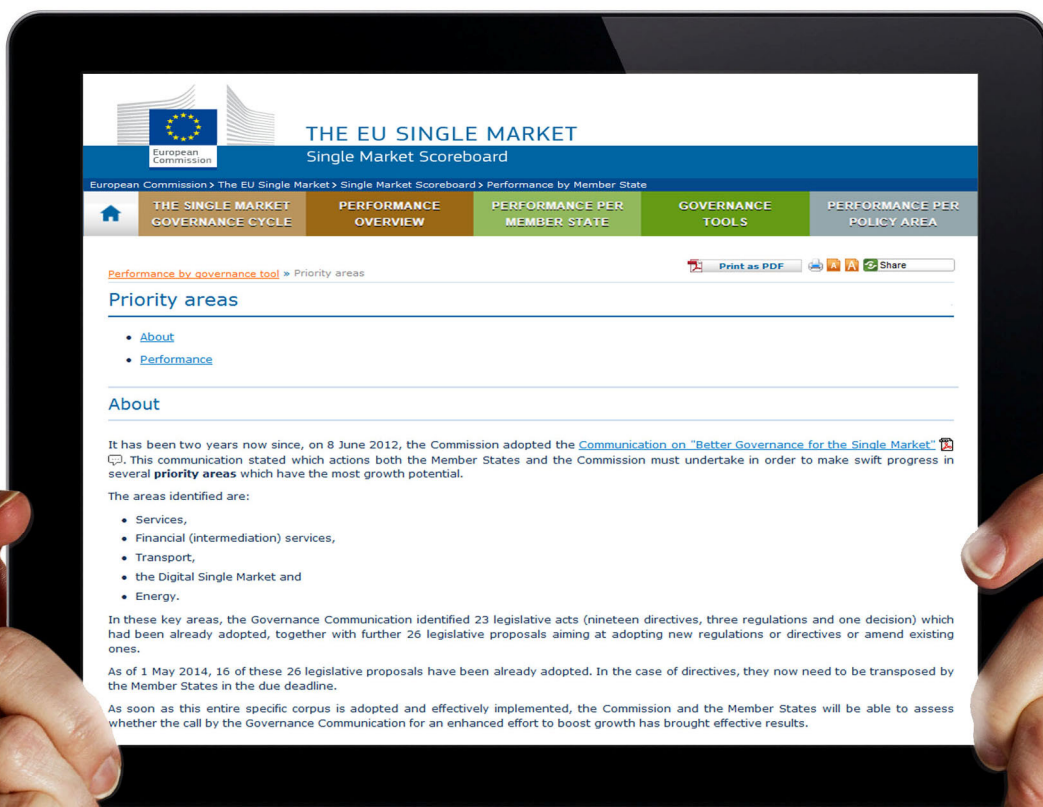 European
Commission
THE EU SINGLE MARKET
Single Market Scoreboard
European Commission > The EU Single Market > Single Market Scoreboard > Performance by Member State
THE SINGLE MARKET
GOVERNANCE CYCLE
PERFORMANCE
OVERVIEW
PERFORMANCE PER
MEMBER STATE
GOVERNANCE
TOOLS
PERFORMANCE PER
POLICY AREA
Performance by governance tool » Priority areas
Print as PDF
A
A
Share
Priority areas
• About
• Performance
About
It has been two years now since, on 8 June 2012, the Commission adopted the Communication on "Better Governance for the Single Market"
. This communication stated which actions both the Member States and the Commission must undertake in order to make swift progress in
several priority areas which have the most growth potential.
The areas identified are:
• Services,
• Financial (intermediation) services,
• Transport,
• the Digital Single Market and
• Energy.
In these key areas, the Governance Communication identified 23 legislative acts (nineteen directives, three regulations and one decision) which
had been already adopted, together with further 26 legislative proposals aiming at adopting new regulations or directives or amend existing
ones.
As of 1 May 2014, 16 of these 26 legislative proposals have been already adopted. In the case of directives, they now need to be transposed by
the Member States in the due deadline.
As soon as this entire specific corpus is adopted and effectively implemented, the Commission and the Member States will be able to assess
whether the call by the Governance Communication for an enhanced effort to boost growth has brought effective results.